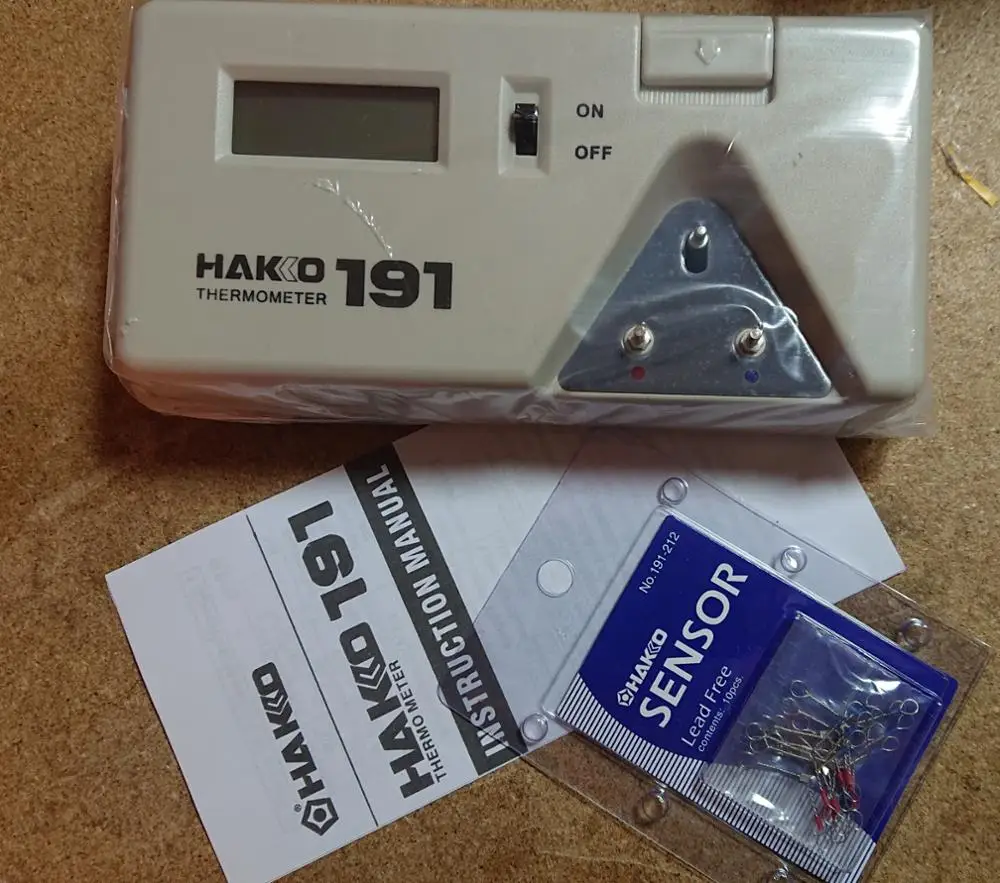 ON
OFF
HAKKO
THERMOMETER 191
HAKKO
HAKKO 191
THERMOMETER
INSTRUCTION MANUAL
No.191-212
HAKKO
SENSOR
Lead Free
contents: 10pcs.